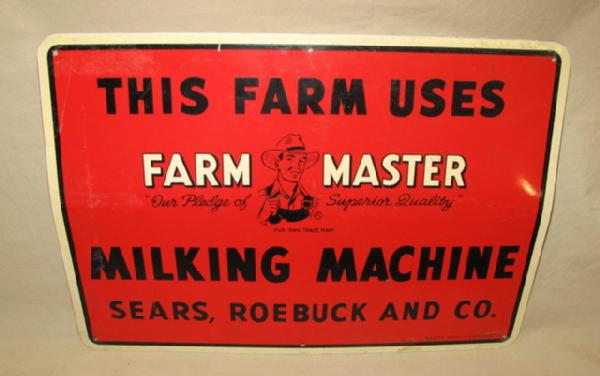 THIS FARM USES
FARM MASTER
"Our Pledge of Superior Quality"
OUR OWN TRADE MARK
MILKING MACHINE
SEARS, ROEBUCK AND CO.